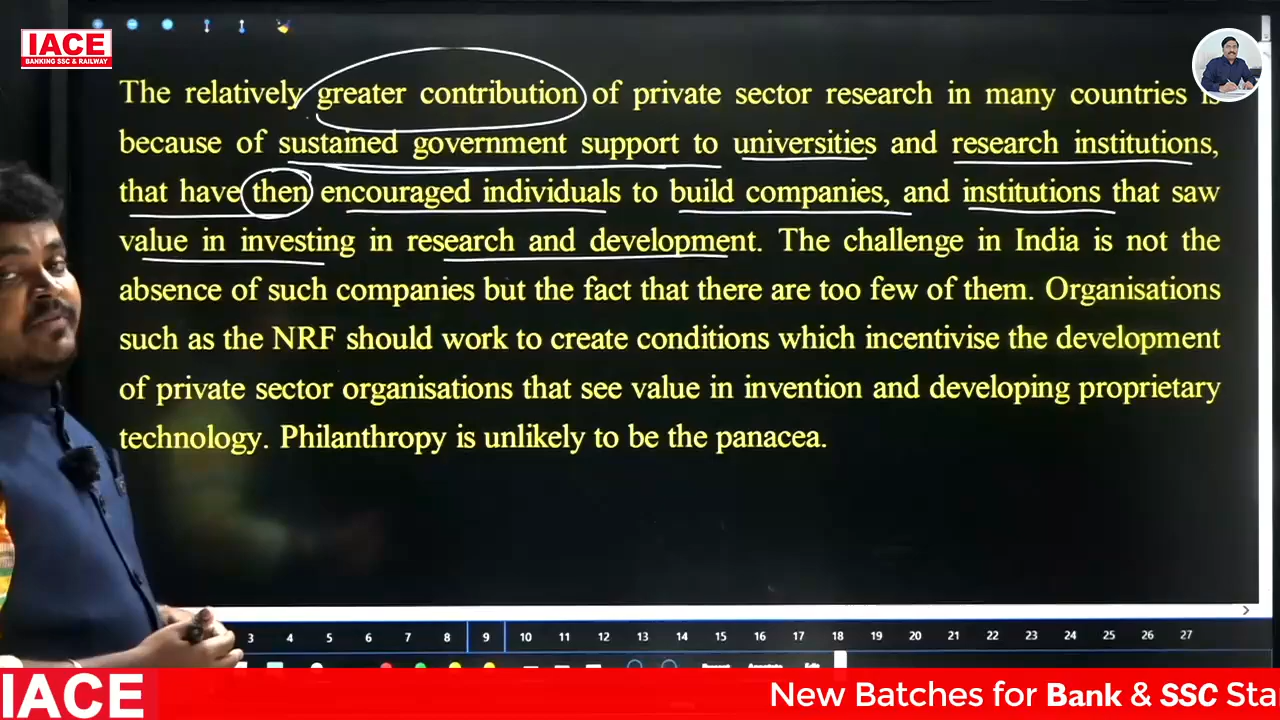 IACE
BANKING SSC & RAILWAY
The relatively greater contribution of private sector research in many countries is
because of sustained government support to universities and research institutions,
that have then encouraged individuals to build companies, and institutions that saw
value in investing in research and development. The challenge in India is not the
absence of such companies but the fact that there are too few of them. Organisations
such as the NRF should work to create conditions which incentivise the development
of private sector organisations that see value in invention and developing proprietary
technology. Philanthropy is unlikely to be the panacea.
3 4 5 6 7 8 9 10 11 12 13 14 15 16 17 18 19 20 21 22 23 24 25 26 27
IACE
New Batches for Bank & SSC Sta